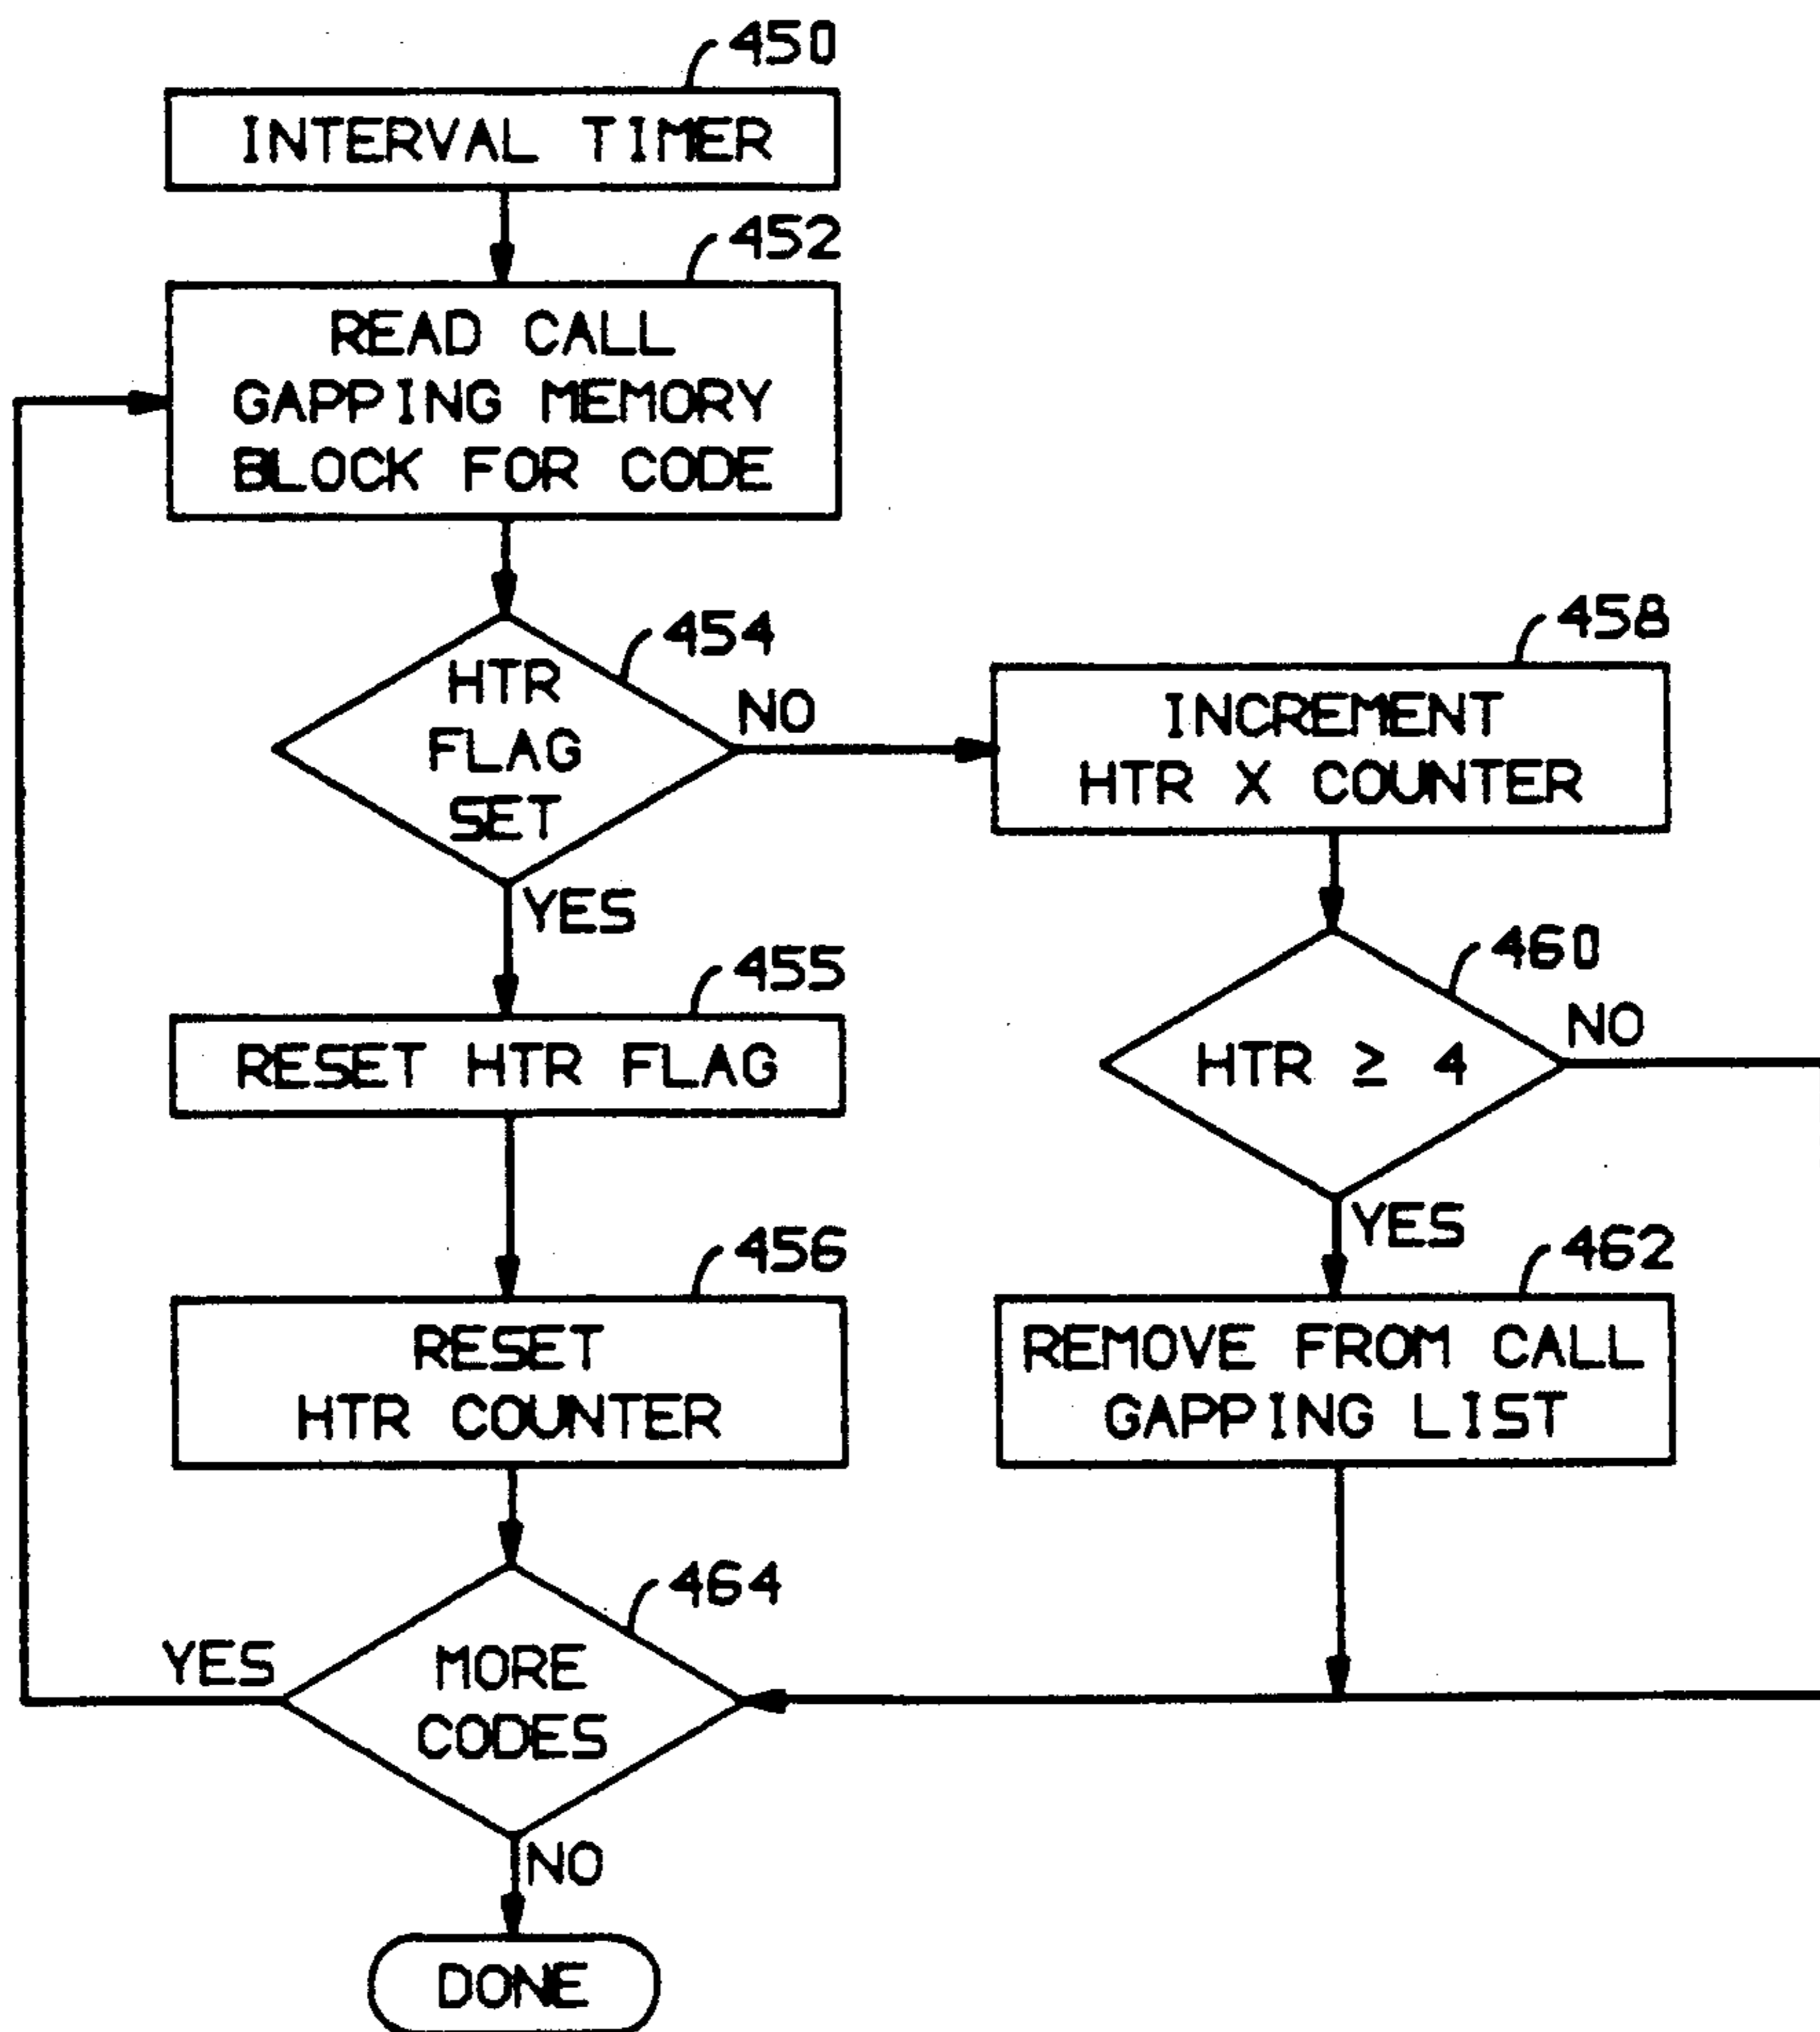 450
INTERVAL TIMER
452
READ CALL
GAPPING MEMORY
BLOCK FOR CODE
454
HTR
FLAG
SET
NO
YES
458
INCREMENT
HTR X COUNTER
455
RESET HTR FLAG
460
HTR ≥ 4
NO
YES
456
RESET
HTR COUNTER
462
REMOVE FROM CALL
GAPPING LIST
464
MORE
CODES
YES
NO
DONE